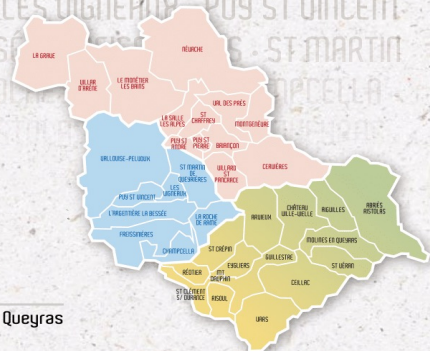 LES VIGNEAUX PUY ST VINCENT
ST MARTIN
LA GRAVE
NÉVACHE
VILLAR
D'ARENE
LE MONÊTIER
LES BAINS
VAL DES PRÉS
LA SALLE
LES ALPES
ST
CHAFFREY
MONTGENÈVRE
PUY ST
ANDRÉ
PUY ST
PIERRE
BRIANÇON
VILLARD
ST
PANCRACE
CERVIÈRES
VALLOUISE-PELVOUX
ST MARTIN
DE
QUEYRIÈRES
LES
VIGNEAUX
PUY ST VINCENT
L'ARGENTIÈRE LA BESSÉE
LA ROCHE
DE RAME
FREISSINIÈRES
CHAMPCELLA
ARVIEUX
CHÂTEAU
VILLE-VIEILLE
AIGUILLES
ABRIÈS
RISTOLAS
MOLINES EN QUEYRAS
ST VÉRAN
ST CRÉPIN
EYGLIERS
GUILLESTRE
CEILLAC
RÉOTIER
MT
DAUPHIN
ST CLÉMENT
S/ DURANCE
RISOUL
VARS
Queyras